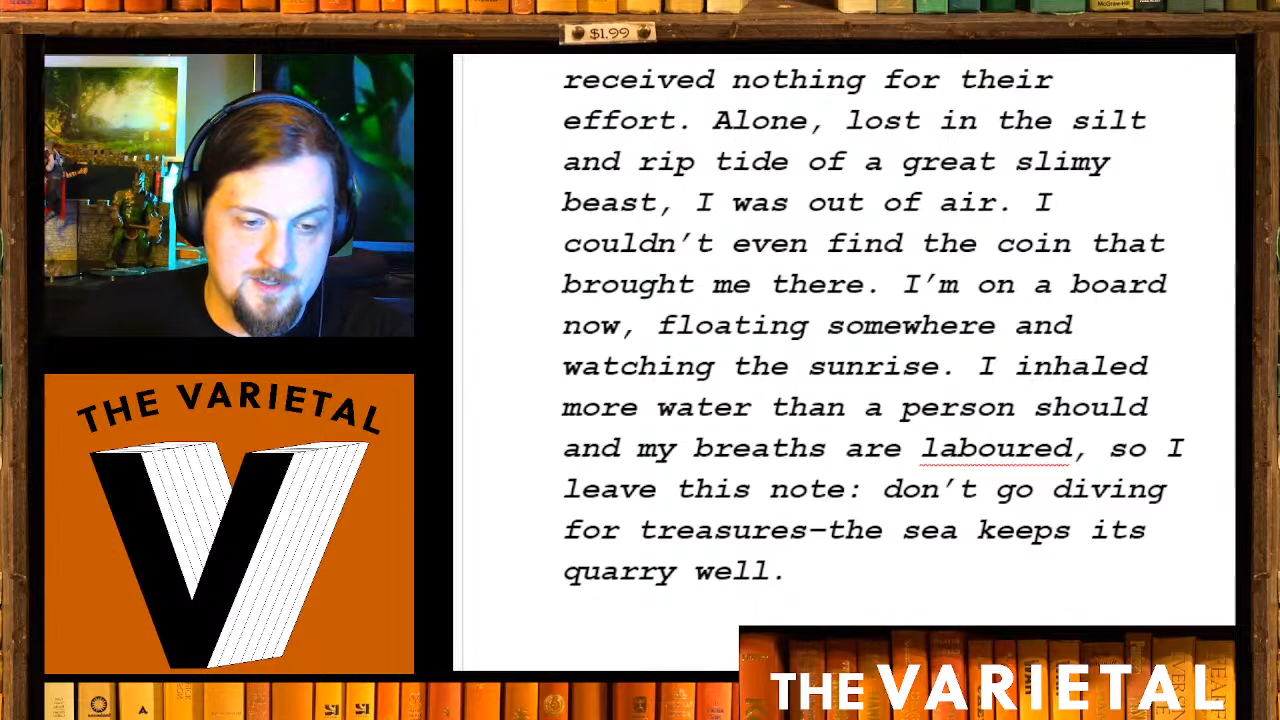 McGraw-Hill
$1.99
received nothing for their
effort. Alone, lost in the silt
and rip tide of a great slimy
beast, I was out of air. I
couldn't even find the coin that
brought me there. I'm on a board
now, floating somewhere and
watching the sunrise. I inhaled
more water than a person should
and my breaths are laboured, so I
leave this note: don't go diving
for treasures–the sea keeps its
quarry well.
THE VARIETAL
V
THE VARIETAL